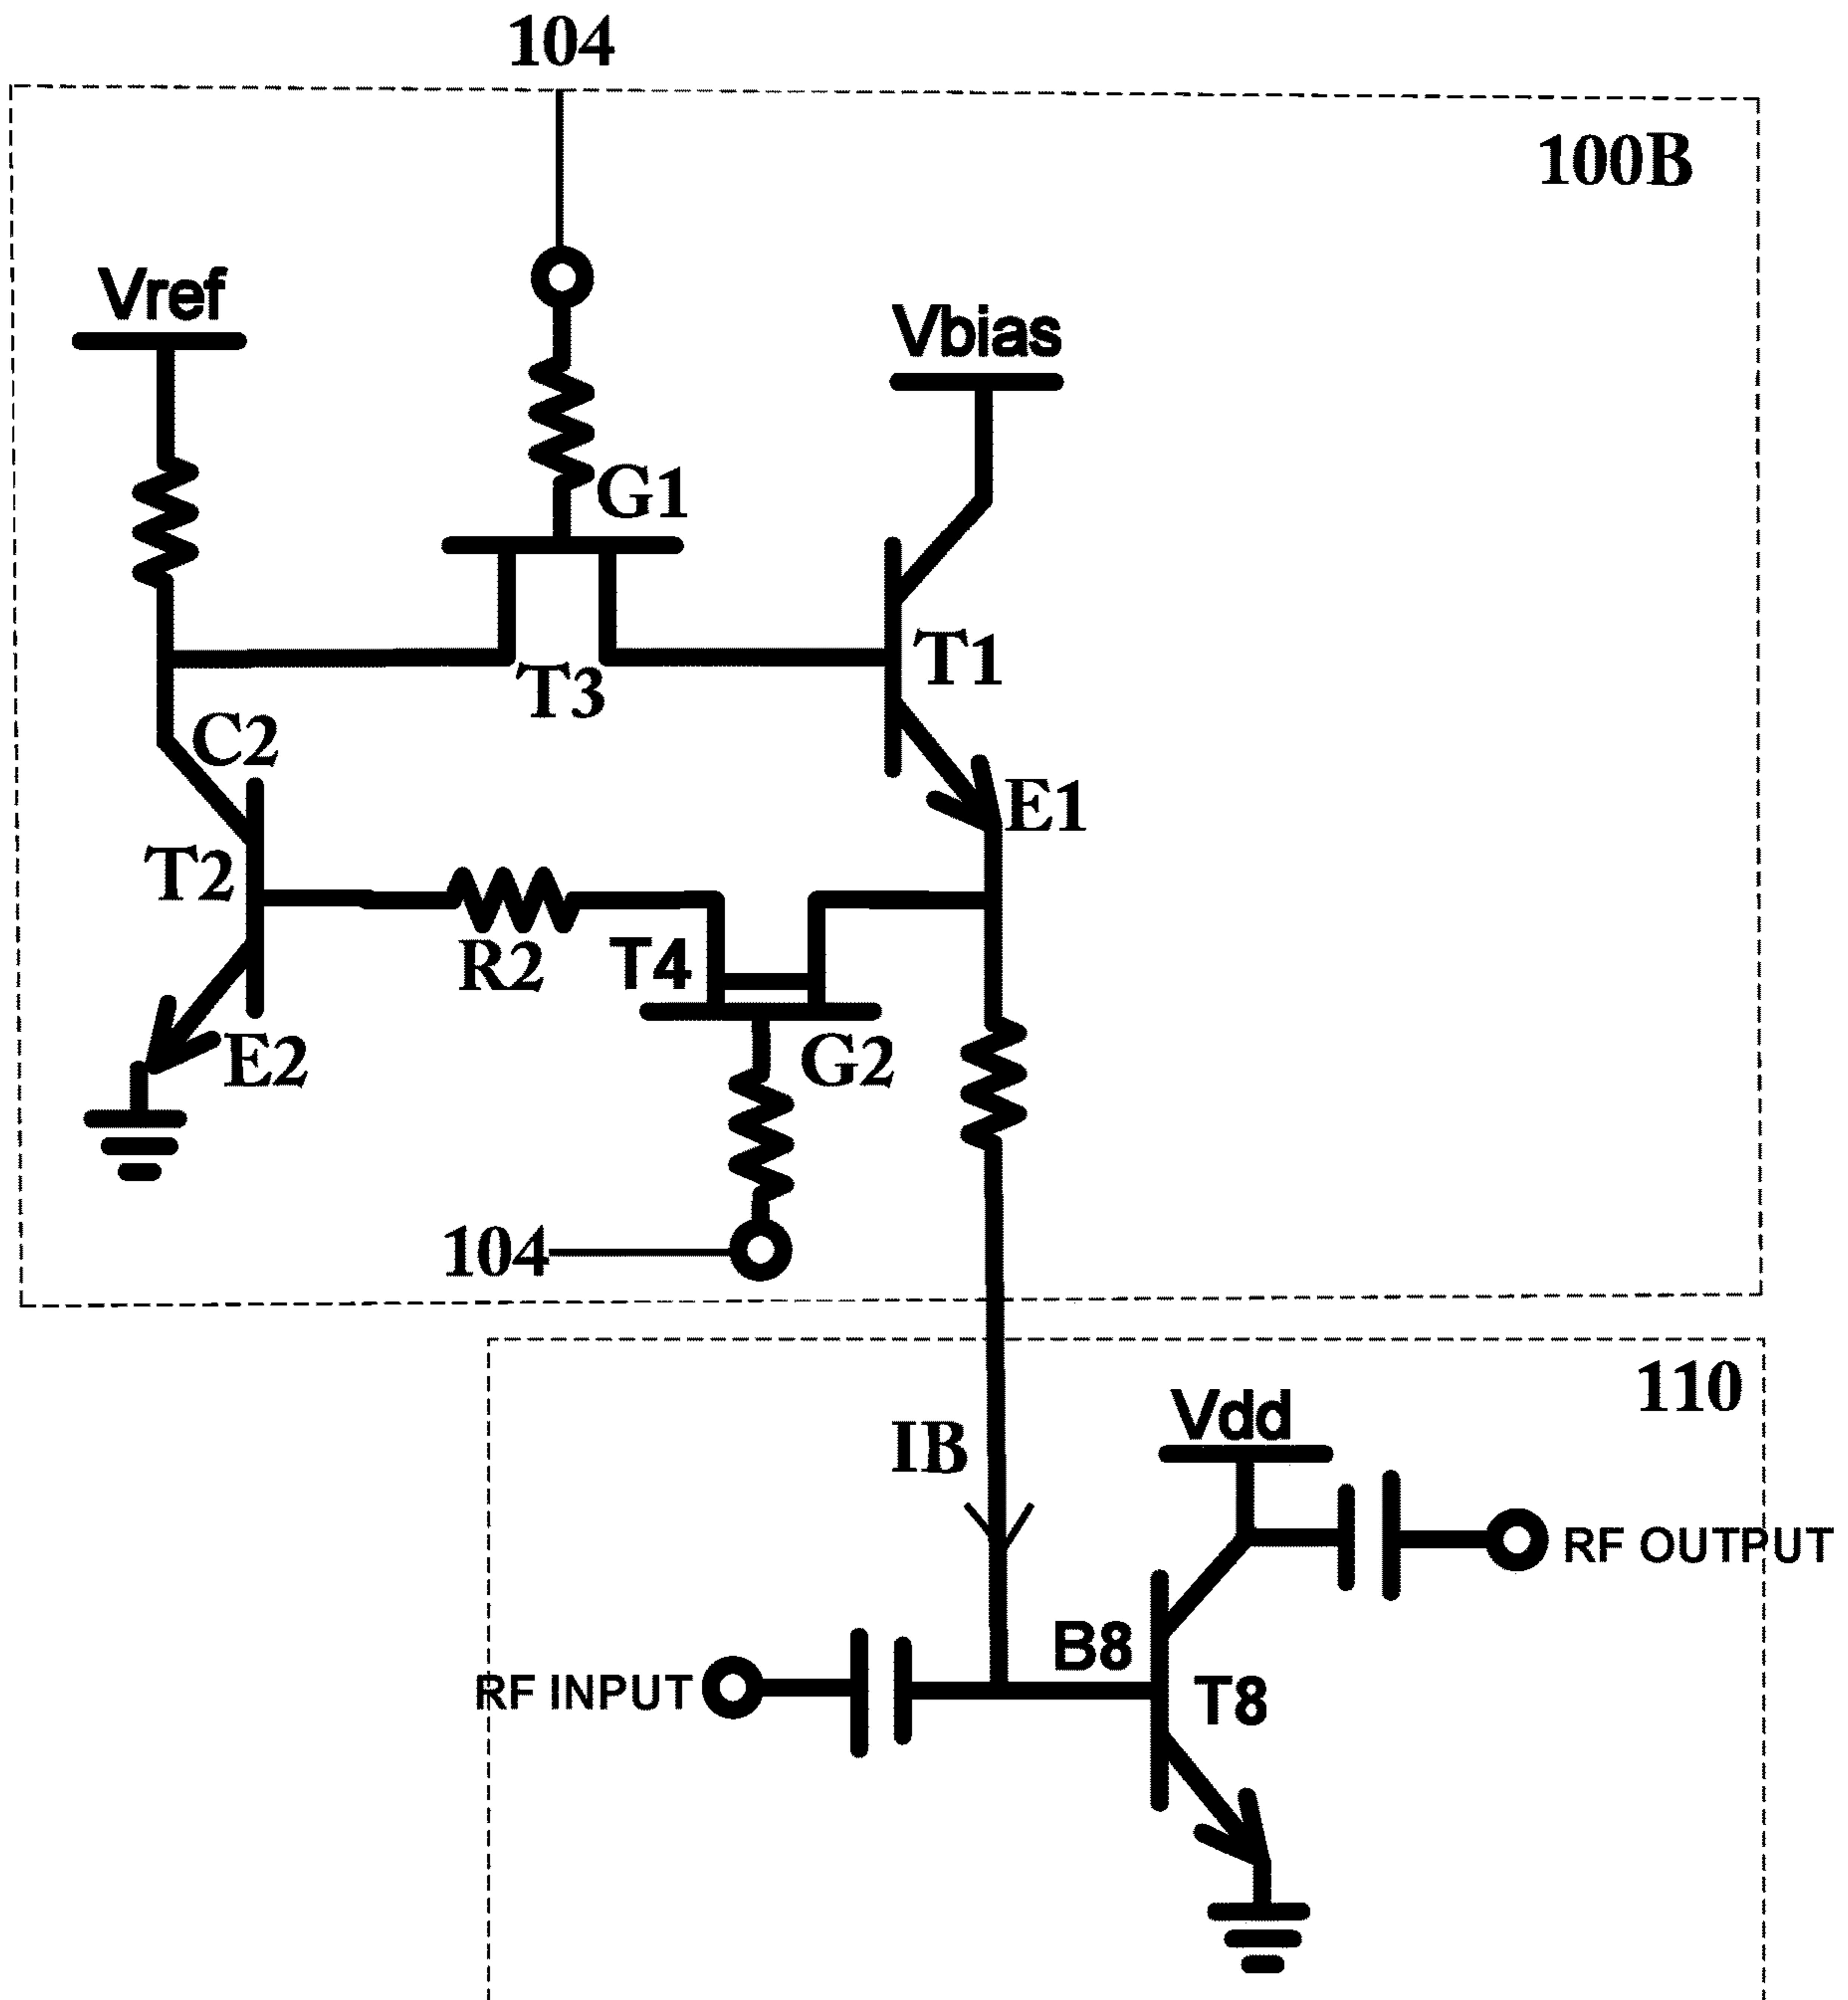 104
100B
Vref
Vbias
G1
T1
T3
C2
E1
T2
R2
T4
E2
G2
104
110
Vdd
IB
RF OUTPUT
B8
RF INPUT
T8